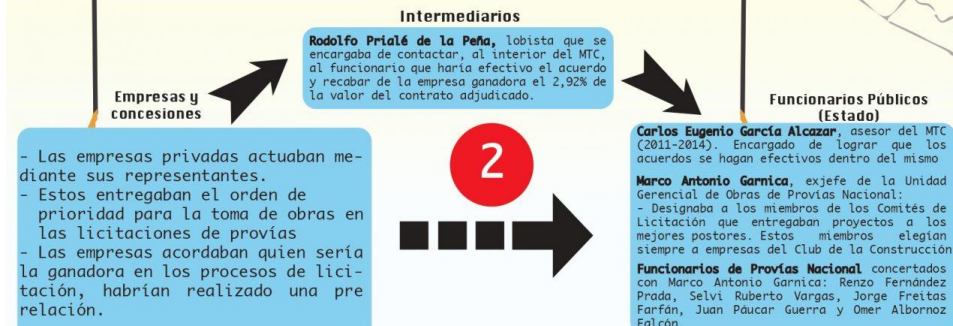 Intermediarios
Rodolfo Prialé de la Peña, lobista que se
encargaba de contactar, al interior del MTC,
al funcionario que haría efectivo el acuerdo
y recabar de la empresa ganadora el 2,92% de
la valor del contrato adjudicado.
Empresas y
concesiones
- Las empresas privadas actuaban me-
diante sus representantes.
- Estos entregaban el orden de
prioridad para la toma de obras en
las licitaciones de provías
- Las empresas acordaban quien sería
la ganadora en los procesos de lici-
tación, habrían realizado una pre
relación.
2
Funcionarios Públicos
(Estado)
Carlos Eugenio García Alcazar, asesor del MTC
(2011-2014). Encargado de lograr que los
acuerdos se hagan efectivos dentro del mismo
Marco Antonio Garnica, exjefe de la Unidad
Gerencial de Obras de Provías Nacional:
- Designaba a los miembros de los Comités de
Licitación que entregaban proyectos a los
mejores postores. Estos miembros elegían
siempre a empresas del Club de la Construcción
Funcionarios de Provías Nacional concertados
con Marco Antonio Garnica: Renzo Fernández
Prada, Selvi Ruberto Vargas, Jorge Freitas
Farfán, Juan Páucar Guerra y Omer Albornoz
Falcón